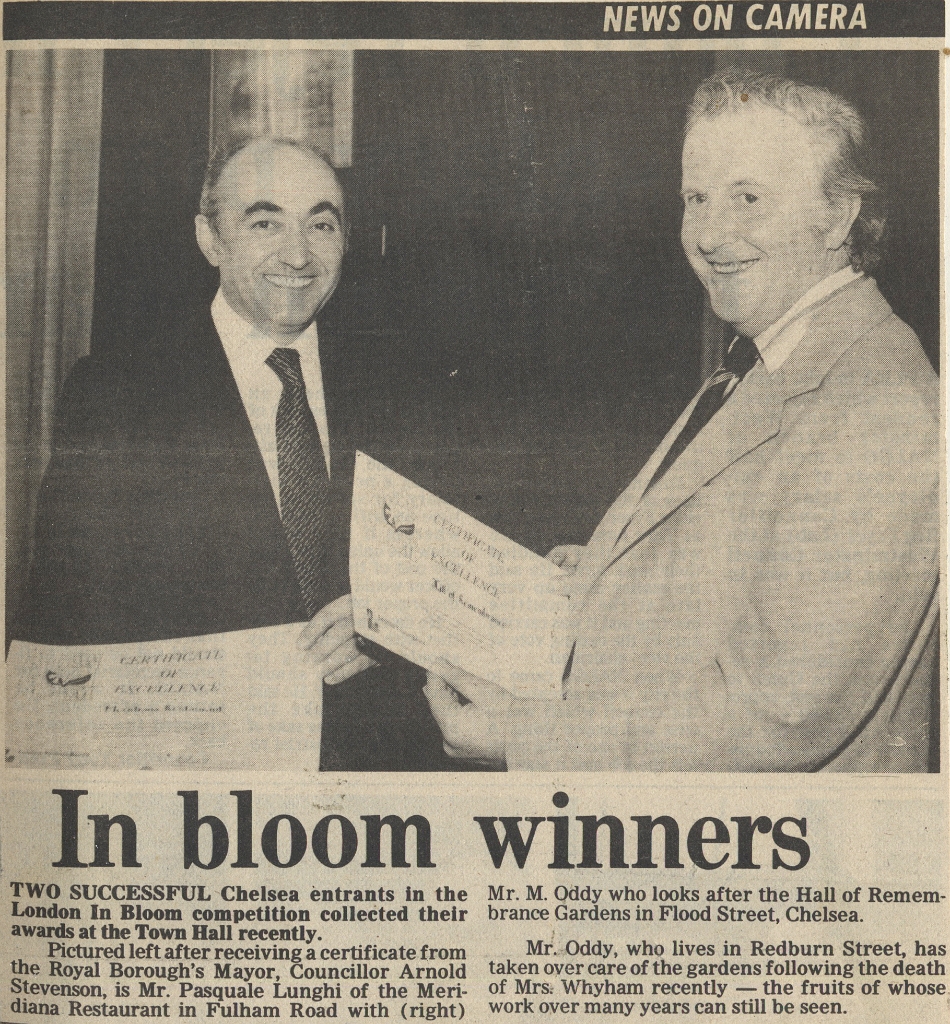 NEWS ON CAMERA
CERTIFICATE
OF
EXCELLENCE
CERTIFICATE
OF
EXCELLENCE
In bloom winners
TWO SUCCESSFUL Chelsea entrants in the
London In Bloom competition collected their
awards at the Town Hall recently.
Pictured left after receiving a certificate from
the Royal Borough's Mayor, Councillor Arnold
Stevenson, is Mr. Pasquale Lunghi of the Meri-
diana Restaurant in Fulham Road with (right)
Mr. M. Oddy who looks after the Hall of Remem-
brance Gardens in Flood Street, Chelsea.
Mr. Oddy, who lives in Redburn Street, has
taken over care of the gardens following the death
of Mrs. Whyham recently — the fruits of whose
work over many years can still be seen.